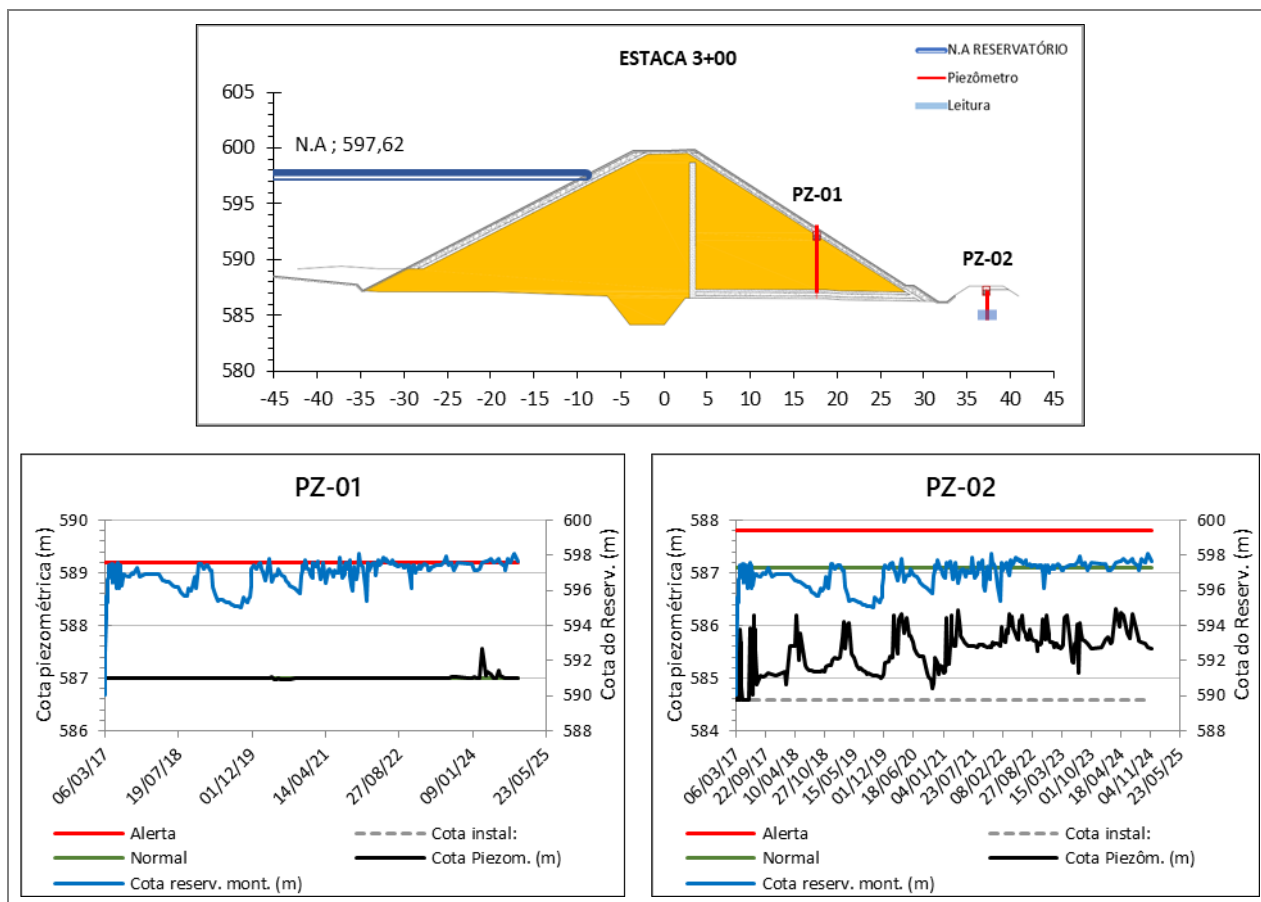 ESTACA 3+00
N.A RESERVATÓRIO
Piezômetro
Leitura
605
600
595
590
585
580
N.A ; 597,62
PZ-01
PZ-02
-45 -40 -35 -30 -25 -20 -15 -10 -5 0 5 10 15 20 25 30 35 40 45
PZ-01
Cota piezométrica (m)
590
589
588
587
586
Cota do Reserv. (m)
600
598
596
594
592
590
588
06/03/17 19/07/18 01/12/19 14/04/21 27/08/22 09/01/24 23/05/25
Alerta
Cota instal:
Normal
Cota Piezom. (m)
Cota reserv. mont. (m)
PZ-02
Cota piezométrica (m)
588
587
586
585
584
Cota do Reserv. (m)
600
598
596
594
592
590
588
06/03/17 22/09/17 10/04/18 27/10/18 15/05/19 01/12/19 18/06/20 04/01/21 23/07/21 08/02/22 27/08/22 15/03/23 01/10/23 18/04/24 04/11/24 23/05/25
Alerta
Cota instal:
Normal
Cota Piezôm. (m)
Cota reserv. mont. (m)